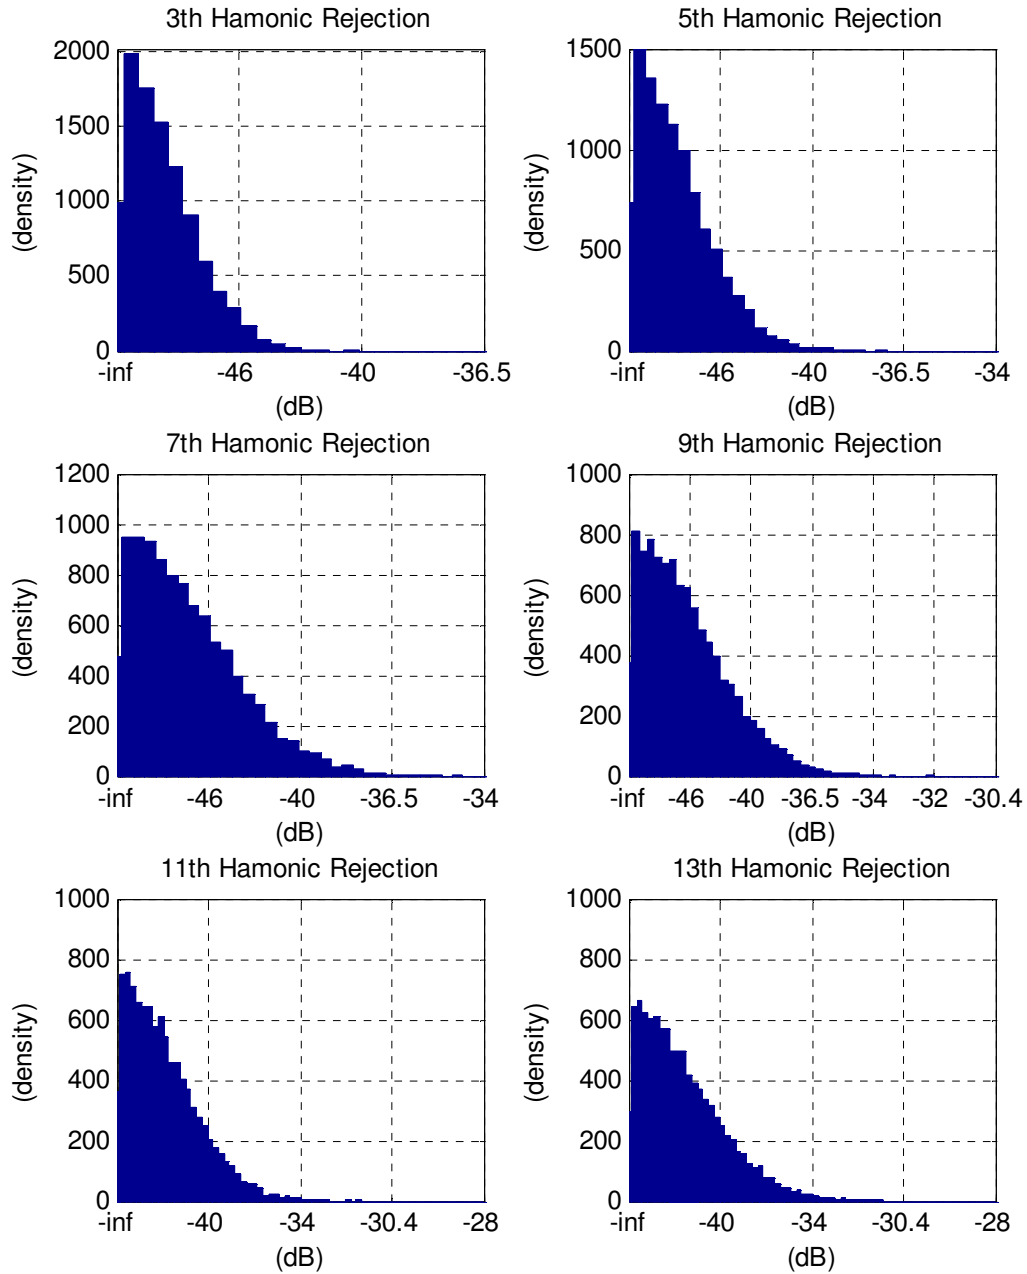 3th Hamonic Rejection
2000
1500
1000
500
0
(density)
-inf -46 -40 -36.5
(dB)
5th Hamonic Rejection
1500
1000
500
0
(density)
-inf -46 -40 -36.5 -34
(dB)
7th Hamonic Rejection
1200
1000
800
600
400
200
0
(density)
-inf -46 -40 -36.5 -34
(dB)
9th Hamonic Rejection
1000
800
600
400
200
0
(density)
-inf -46 -40 -36.5 -34 -32 -30.4
(dB)
11th Hamonic Rejection
1000
800
600
400
200
0
(density)
-inf -40 -34 -30.4 -28
(dB)
13th Hamonic Rejection
1000
800
600
400
200
0
(density)
-inf -40 -34 -30.4 -28
(dB)